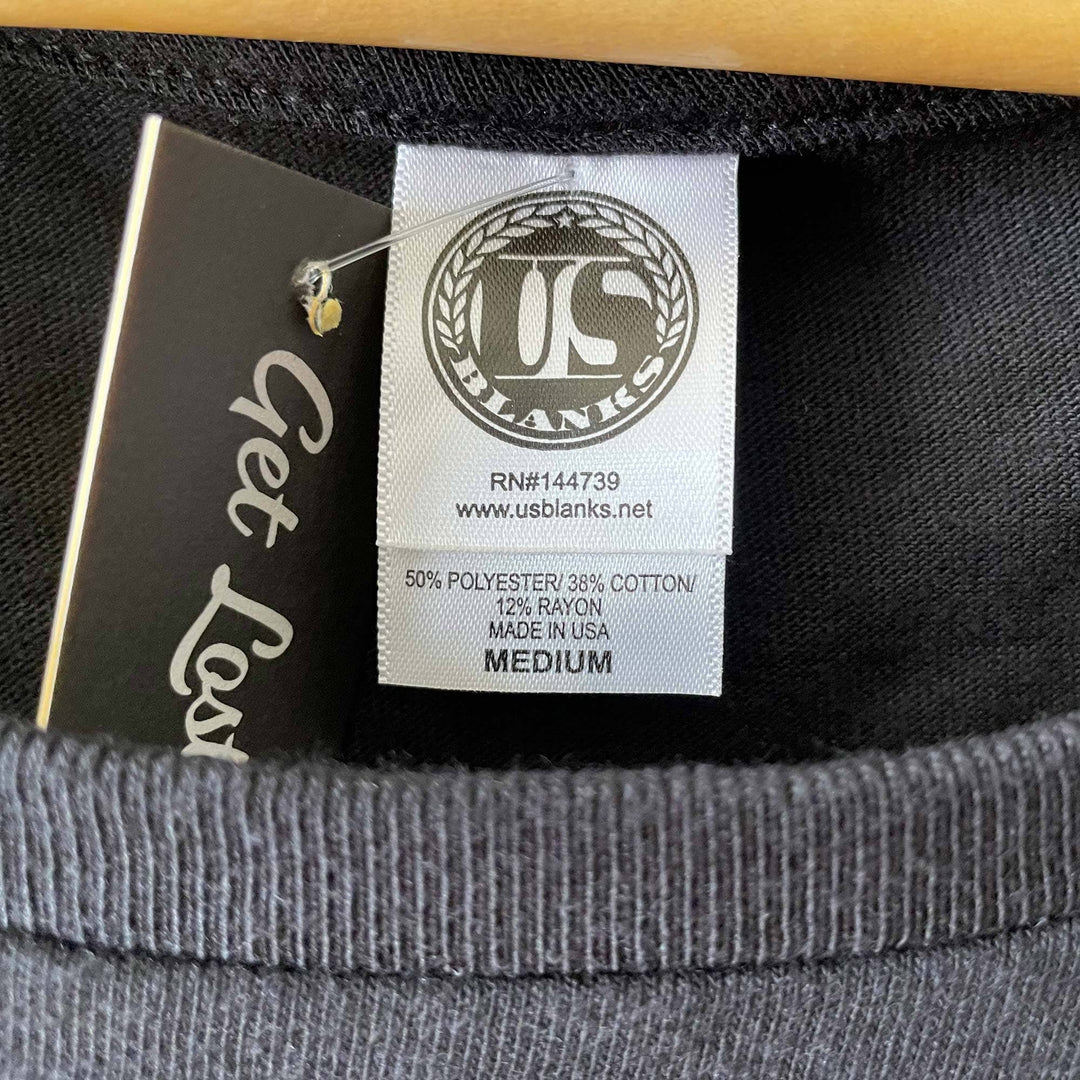 Get Lost
US
BLANKS
RN#144739
www.usblanks.net
50% POLYESTER/ 38% COTTON/
12% RAYON
MADE IN USA
MEDIUM